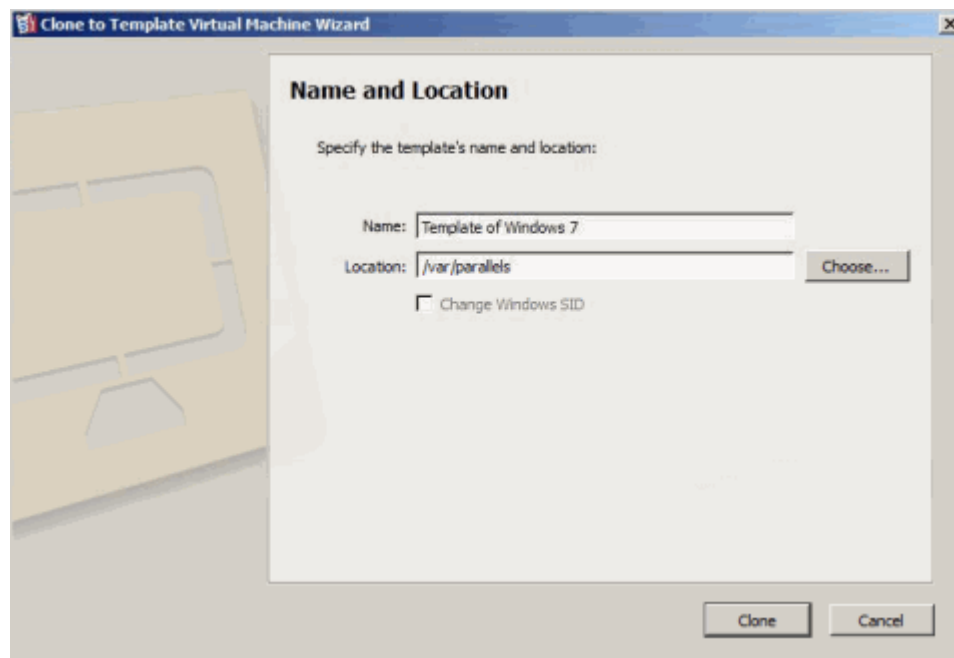 Clone to Template Virtual Machine Wizard
Name and Location
Specify the template's name and location:
Name: Template of Windows 7
Location: /var/parallels Choose...
Change Windows SID
Clone Cancel